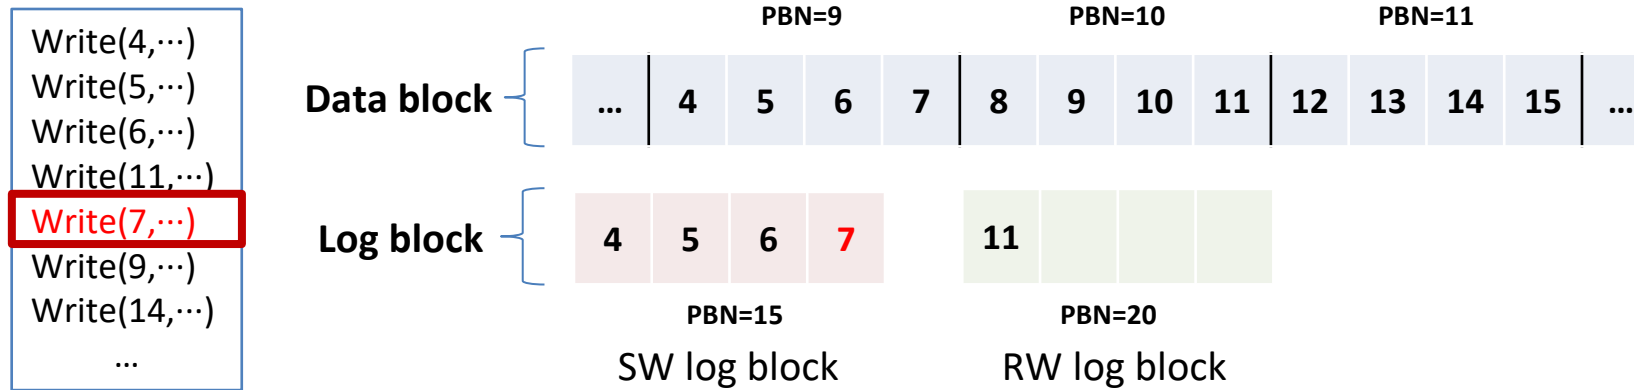 Write(4,⋯)
Write(5,⋯)
Write(6,⋯)
Write(11,⋯)
Write(7,⋯)
Write(9,⋯)
Write(14,⋯)
…
PBN=9 PBN=10 PBN=11
Data block … 4 5 6 7 8 9 10 11 12 13 14 15 …
Log block 4 5 6 7 11
PBN=15 PBN=20
SW log block RW log block